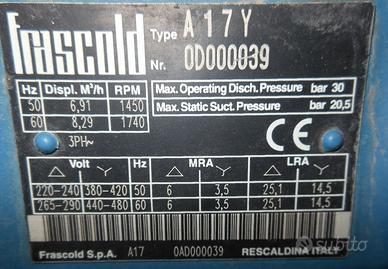 Frascold Type A17Y
Nr. 0D000039
Hz Displ. M³/h RPM
50 6,91 1450
60 8,29 1740
Max. Operating Disch. Pressure bar 30
Max. Static Suct. Pressure bar 20,5
3PH~
CE
Volt Hz MRA LRA
△ Y △ Y △ Y
220-240 380-420 50 6 3,5 25,1 14,5
265-290 440-480 60 6 3,5 25,1 14,5
Frascold S.p.A. A17 0AD000039 RESCALDINA ITALY
subito